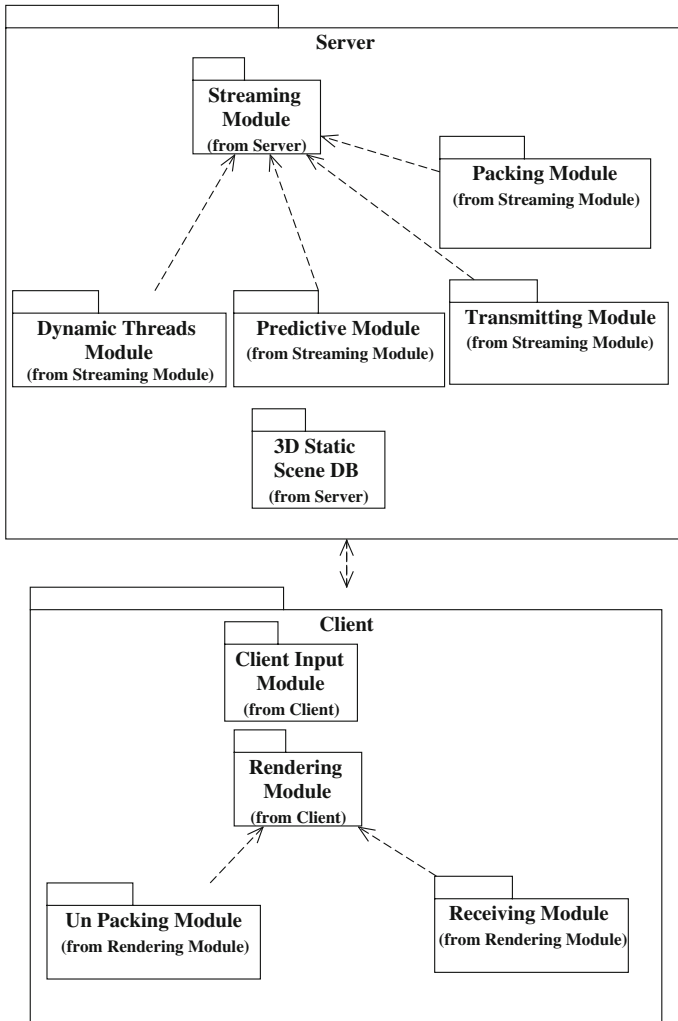 Server
Streaming
Module
(from Server)
Packing Module
(from Streaming Module)
Dynamic Threads
Module
(from Streaming Module)
Predictive Module
(from Streaming Module)
Transmitting Module
(from Streaming Module)
3D Static
Scene DB
(from Server)
Client
Client Input
Module
(from Client)
Rendering
Module
(from Client)
Un Packing Module
(from Rendering Module)
Receiving Module
(from Rendering Module)